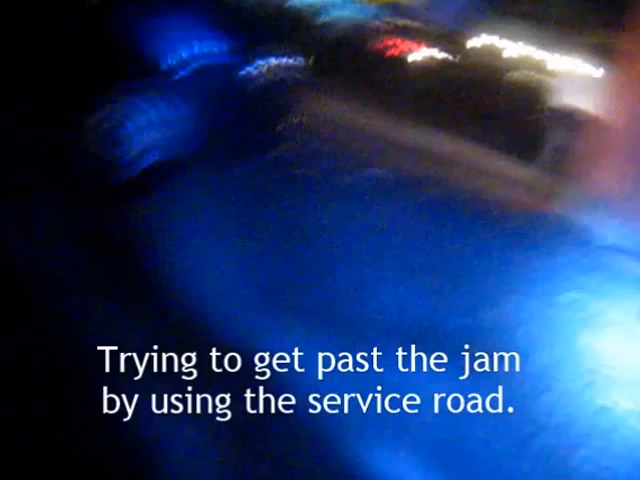 Trying to get past the jam
by using the service road.